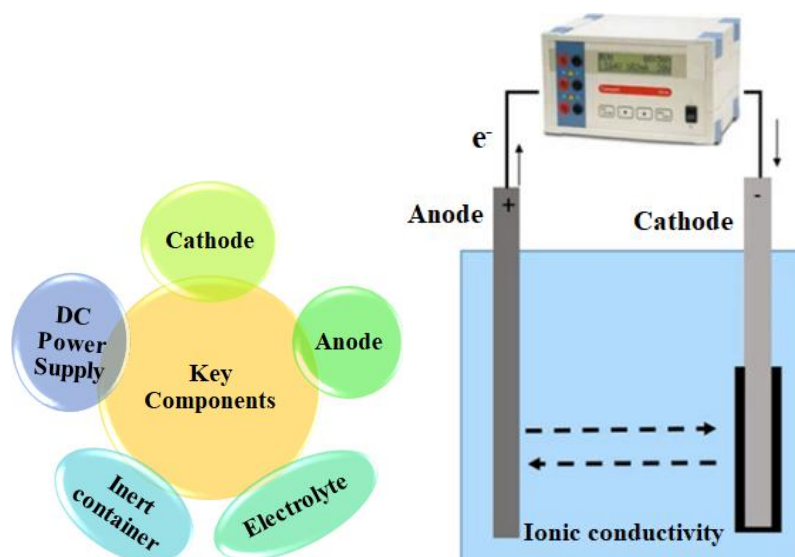 Cathode
DC
Power
Supply
Anode
Key
Components
Inert
container
Electrolyte
e-
Anode
+
Cathode
-
Ionic conductivity